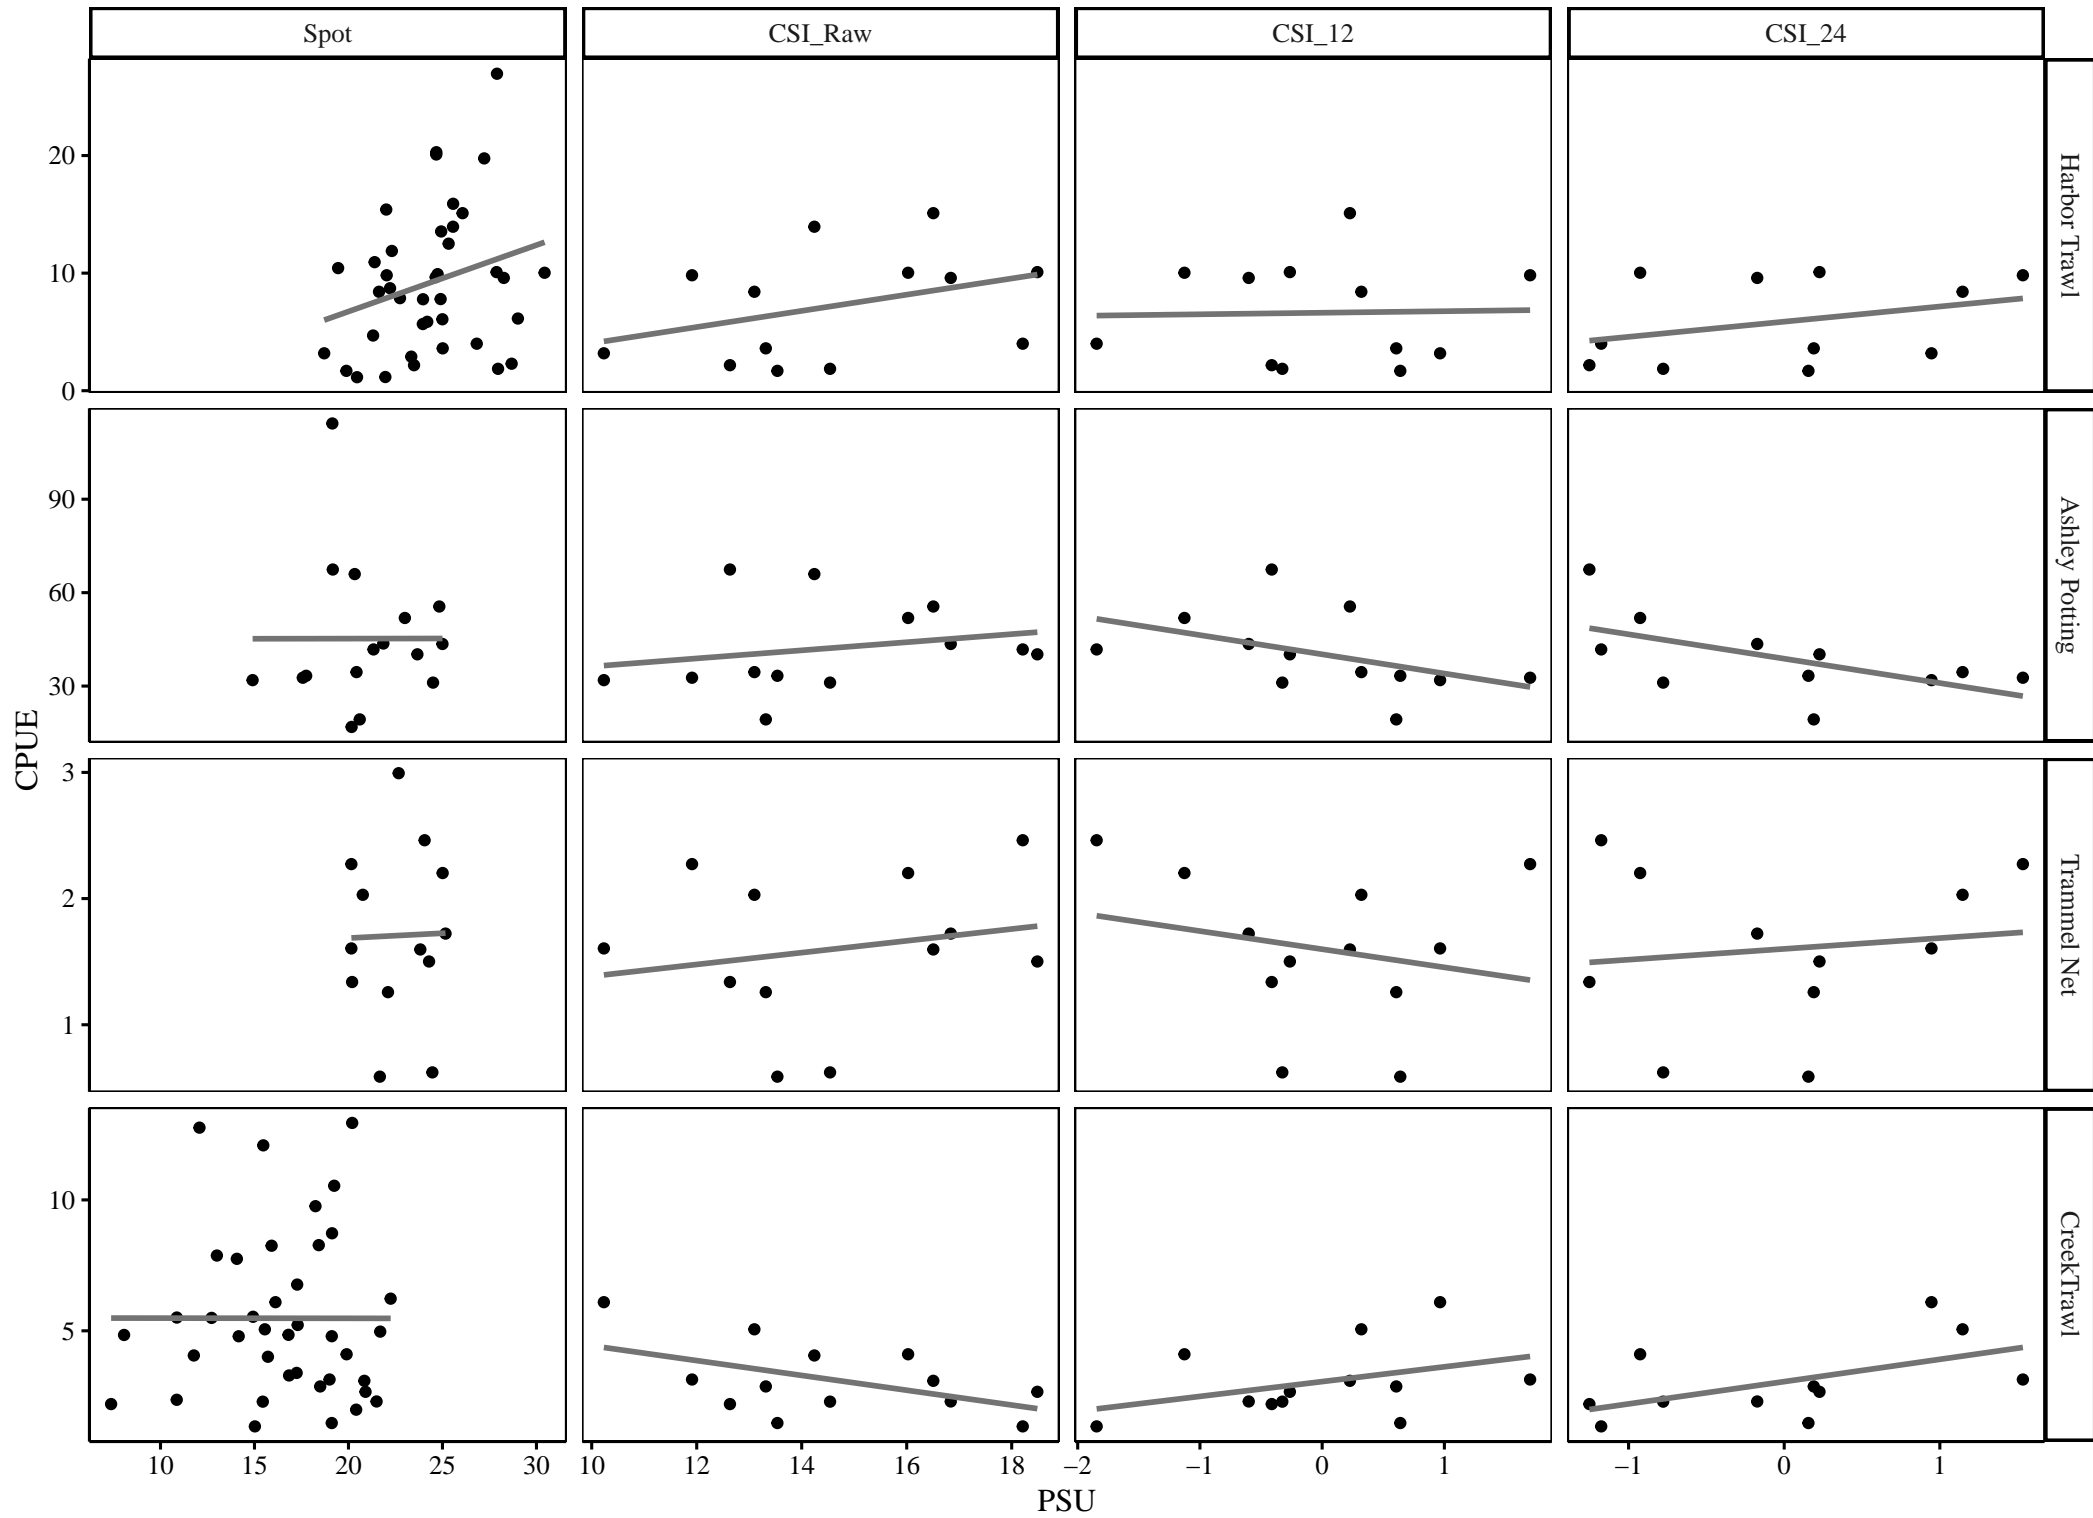 Spot CSI_Raw CSI_12 CSI_24
20
10
0
Harbor Trawl
90
60
30
Ashley Potting
CPUE
3
2
1
Trammel Net
10
5
CreekTrawl
10 15 20 25 30 10 12 14 16 18 −2 −1 0 1 −1 0 1
PSU